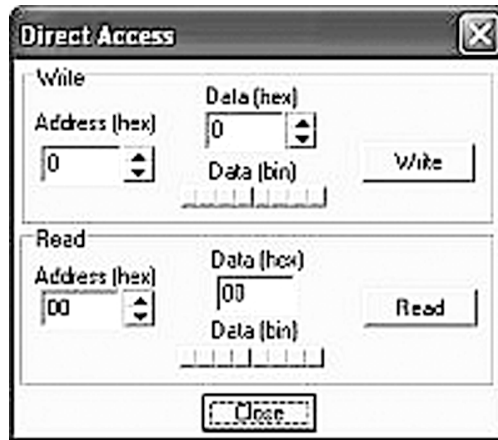 Direct Access
Write
Data (hex)
Address (hex)
0
0
Write
Data (bin)
Read
Data (hex)
Address (hex)
00
00
Read
Data (bin)
Close